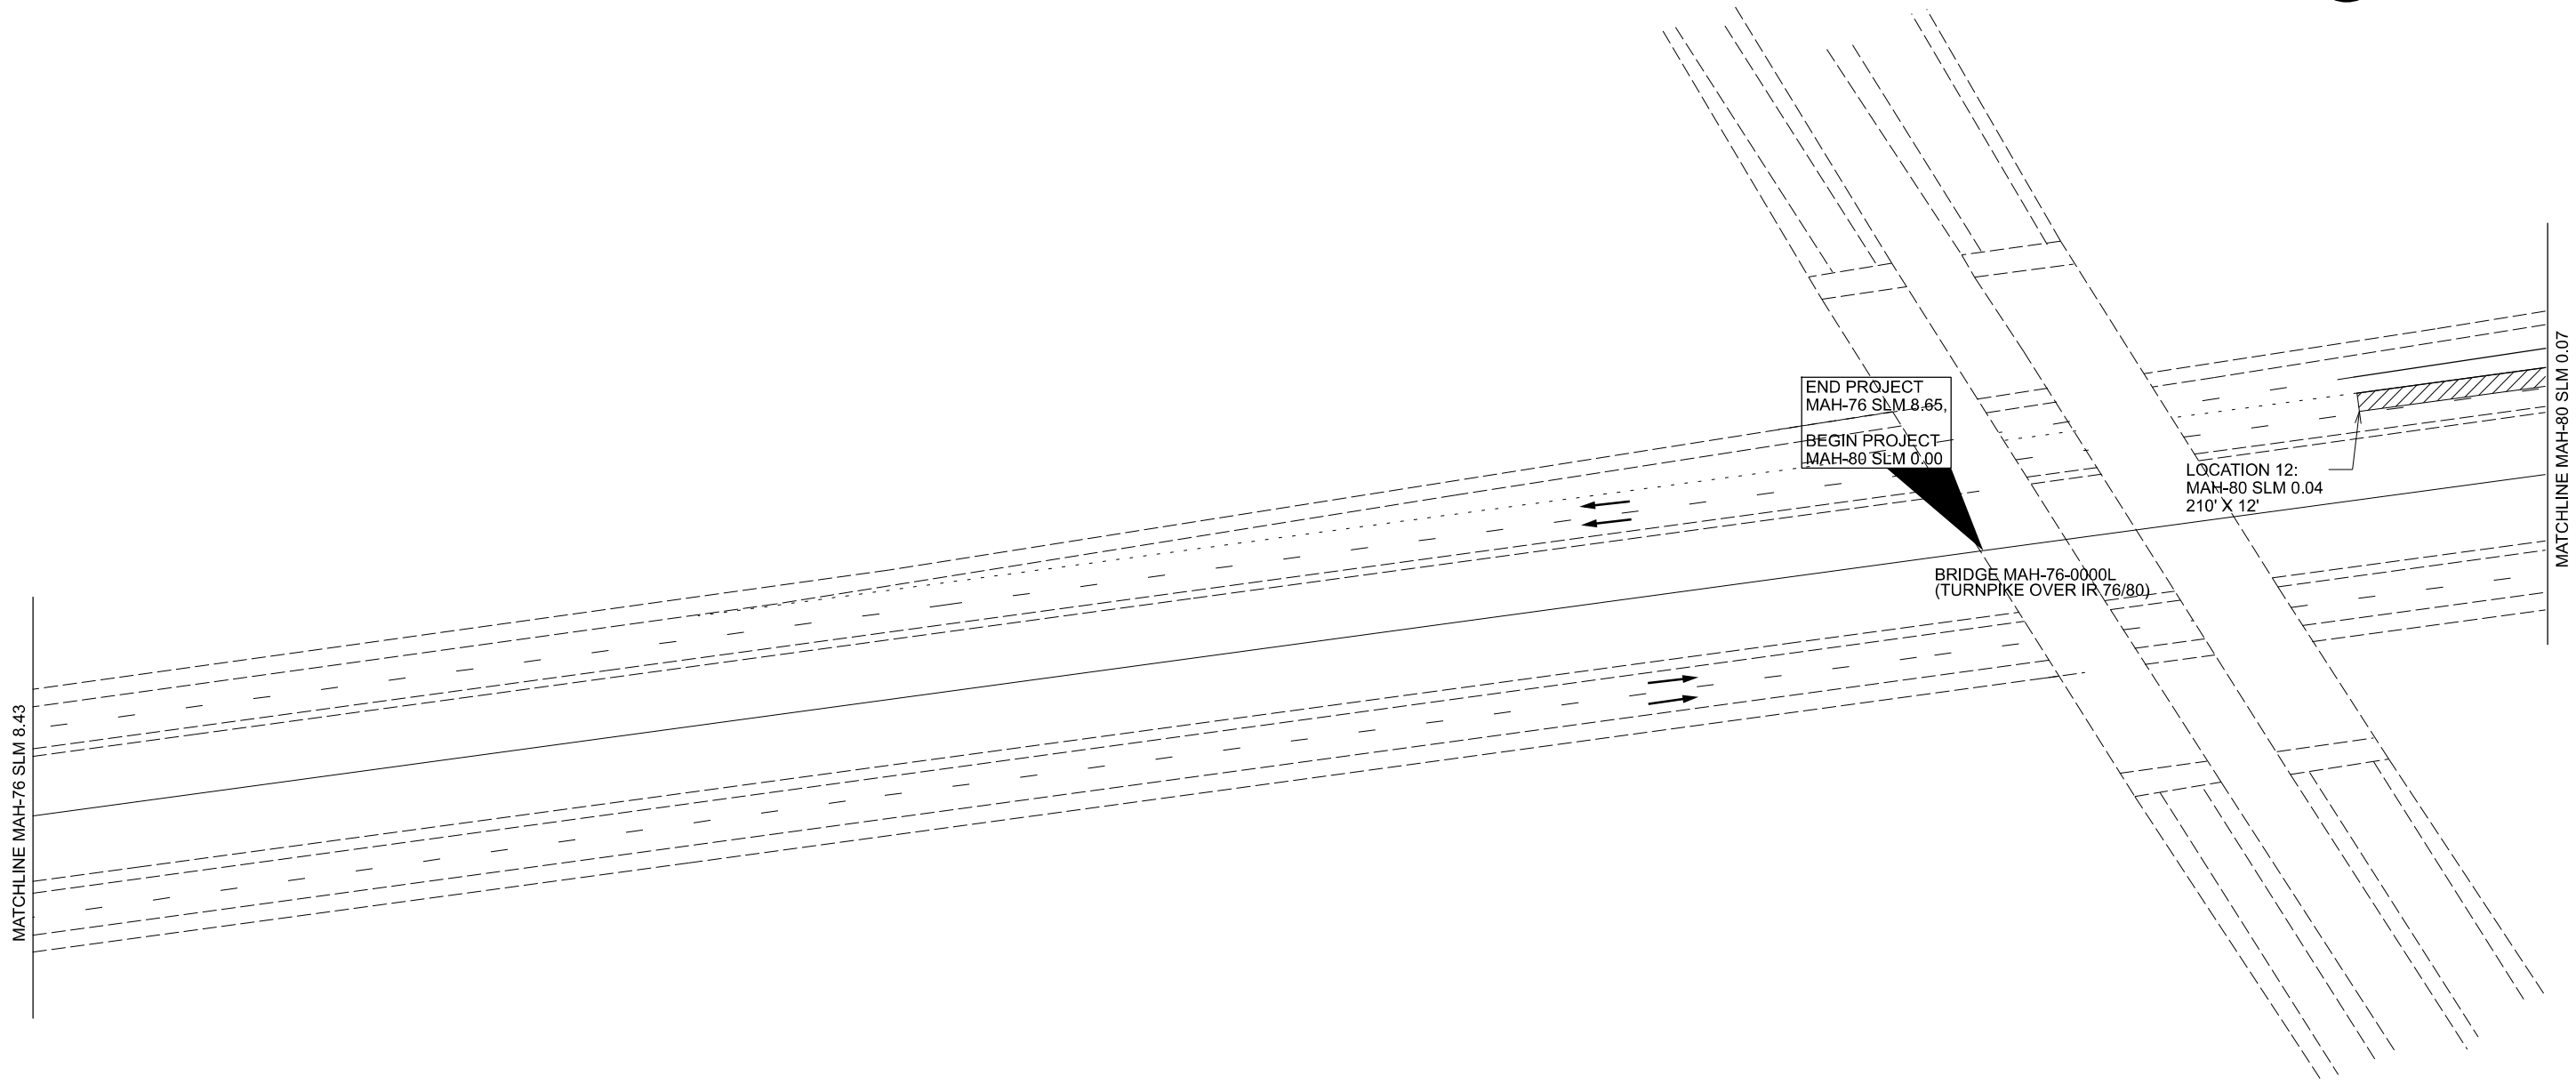 MATCHLINE MAH-76 SLM 8.43
END PROJECT
MAH-76 SLM 8.65,
BEGIN PROJECT
MAH-80 SLM 0.00
BRIDGE MAH-76-0000L
(TURNPIKE OVER IR 76/80)
LOCATION 12:
MAH-80 SLM 0.04
210' X 12'
MATCHLINE MAH-80 SLM 0.07